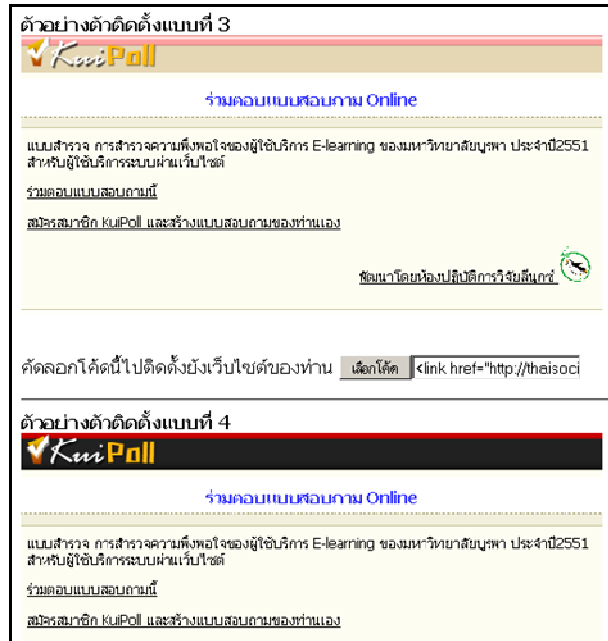 ตัวอย่างตัวติดตั้งแบบที่ 3
KuiPoll
ร่วมตอบแบบสอบถาม Online
แบบสำรวจ การสำรวจความพึงพอใจของผู้ใช้บริการ E-learning ของมหาวิทยาลัยบูรพา ประจำปี2551
สำหรับผู้ใช้บริการระบบผ่านเว็บไซต์
ร่วมตอบแบบสอบถามนี้
สมัครสมาชิก KuiPoll และสร้างแบบสอบถามของท่านเอง
พัฒนาโดยห้องปฏิบัติการวิจัยลีนุกซ์
คัดลอกโค้ดนี้ไปติดตั้งยังเว็บไซต์ของท่าน เลือกโค้ด <link href="http://thaisoci
ตัวอย่างตัวติดตั้งแบบที่ 4
KuiPoll
ร่วมตอบแบบสอบถาม Online
แบบสำรวจ การสำรวจความพึงพอใจของผู้ใช้บริการ E-learning ของมหาวิทยาลัยบูรพา ประจำปี2551
สำหรับผู้ใช้บริการระบบผ่านเว็บไซต์
ร่วมตอบแบบสอบถามนี้
สมัครสมาชิก KuiPoll และสร้างแบบสอบถามของท่านเอง